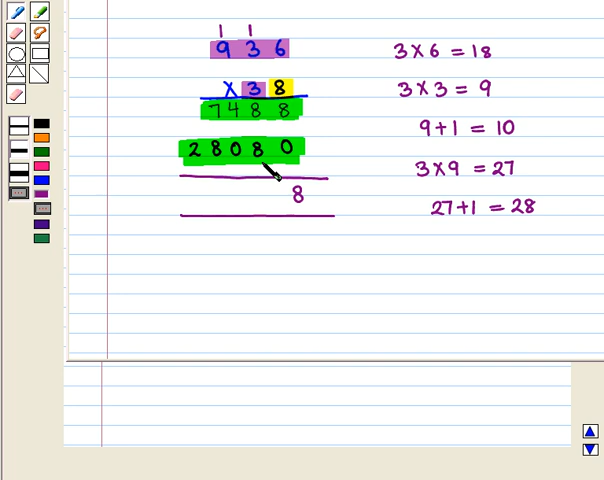 1 1
9 3 6
X 3 8
7 4 8 8
2 8 0 8 0
8
3 X 6 = 18
3 X 3 = 9
9 + 1 = 10
3 X 9 = 27
27 + 1 = 28